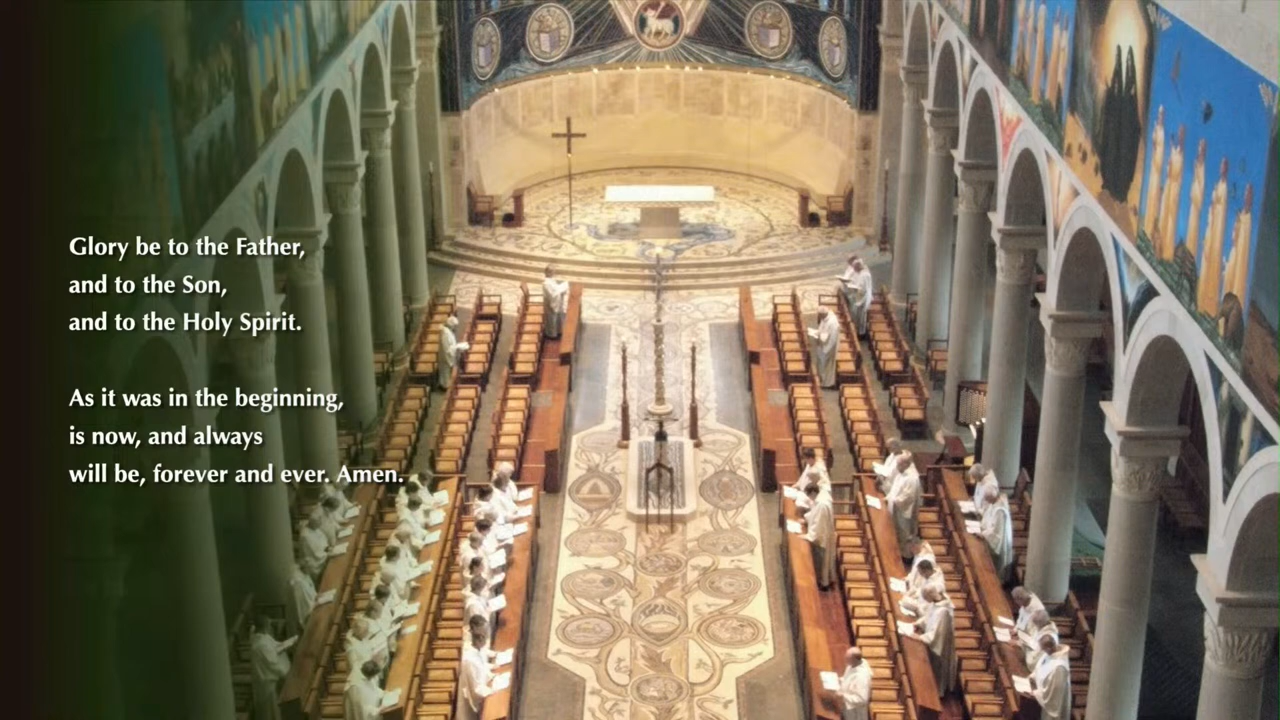 Glory be to the Father,
and to the Son,
and to the Holy Spirit.
As it was in the beginning,
is now, and always
will be, forever and ever. Amen.